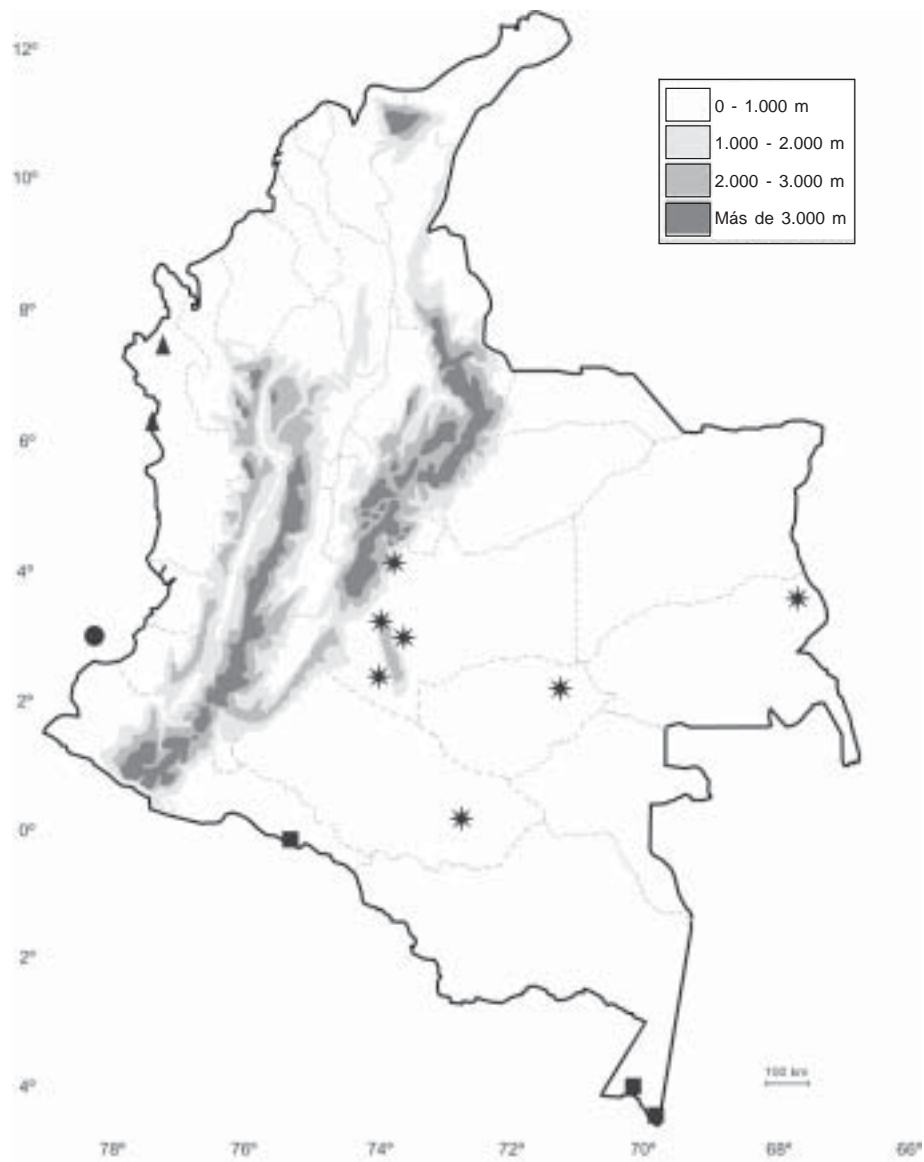 12º
0 - 1.000 m
1.000 - 2.000 m
10º
2.000 - 3.000 m
Más de 3.000 m
8º
6º
4º
2º
0º
2º
4º
100 km
78º 76º 74º 72º 70º 68º 66º